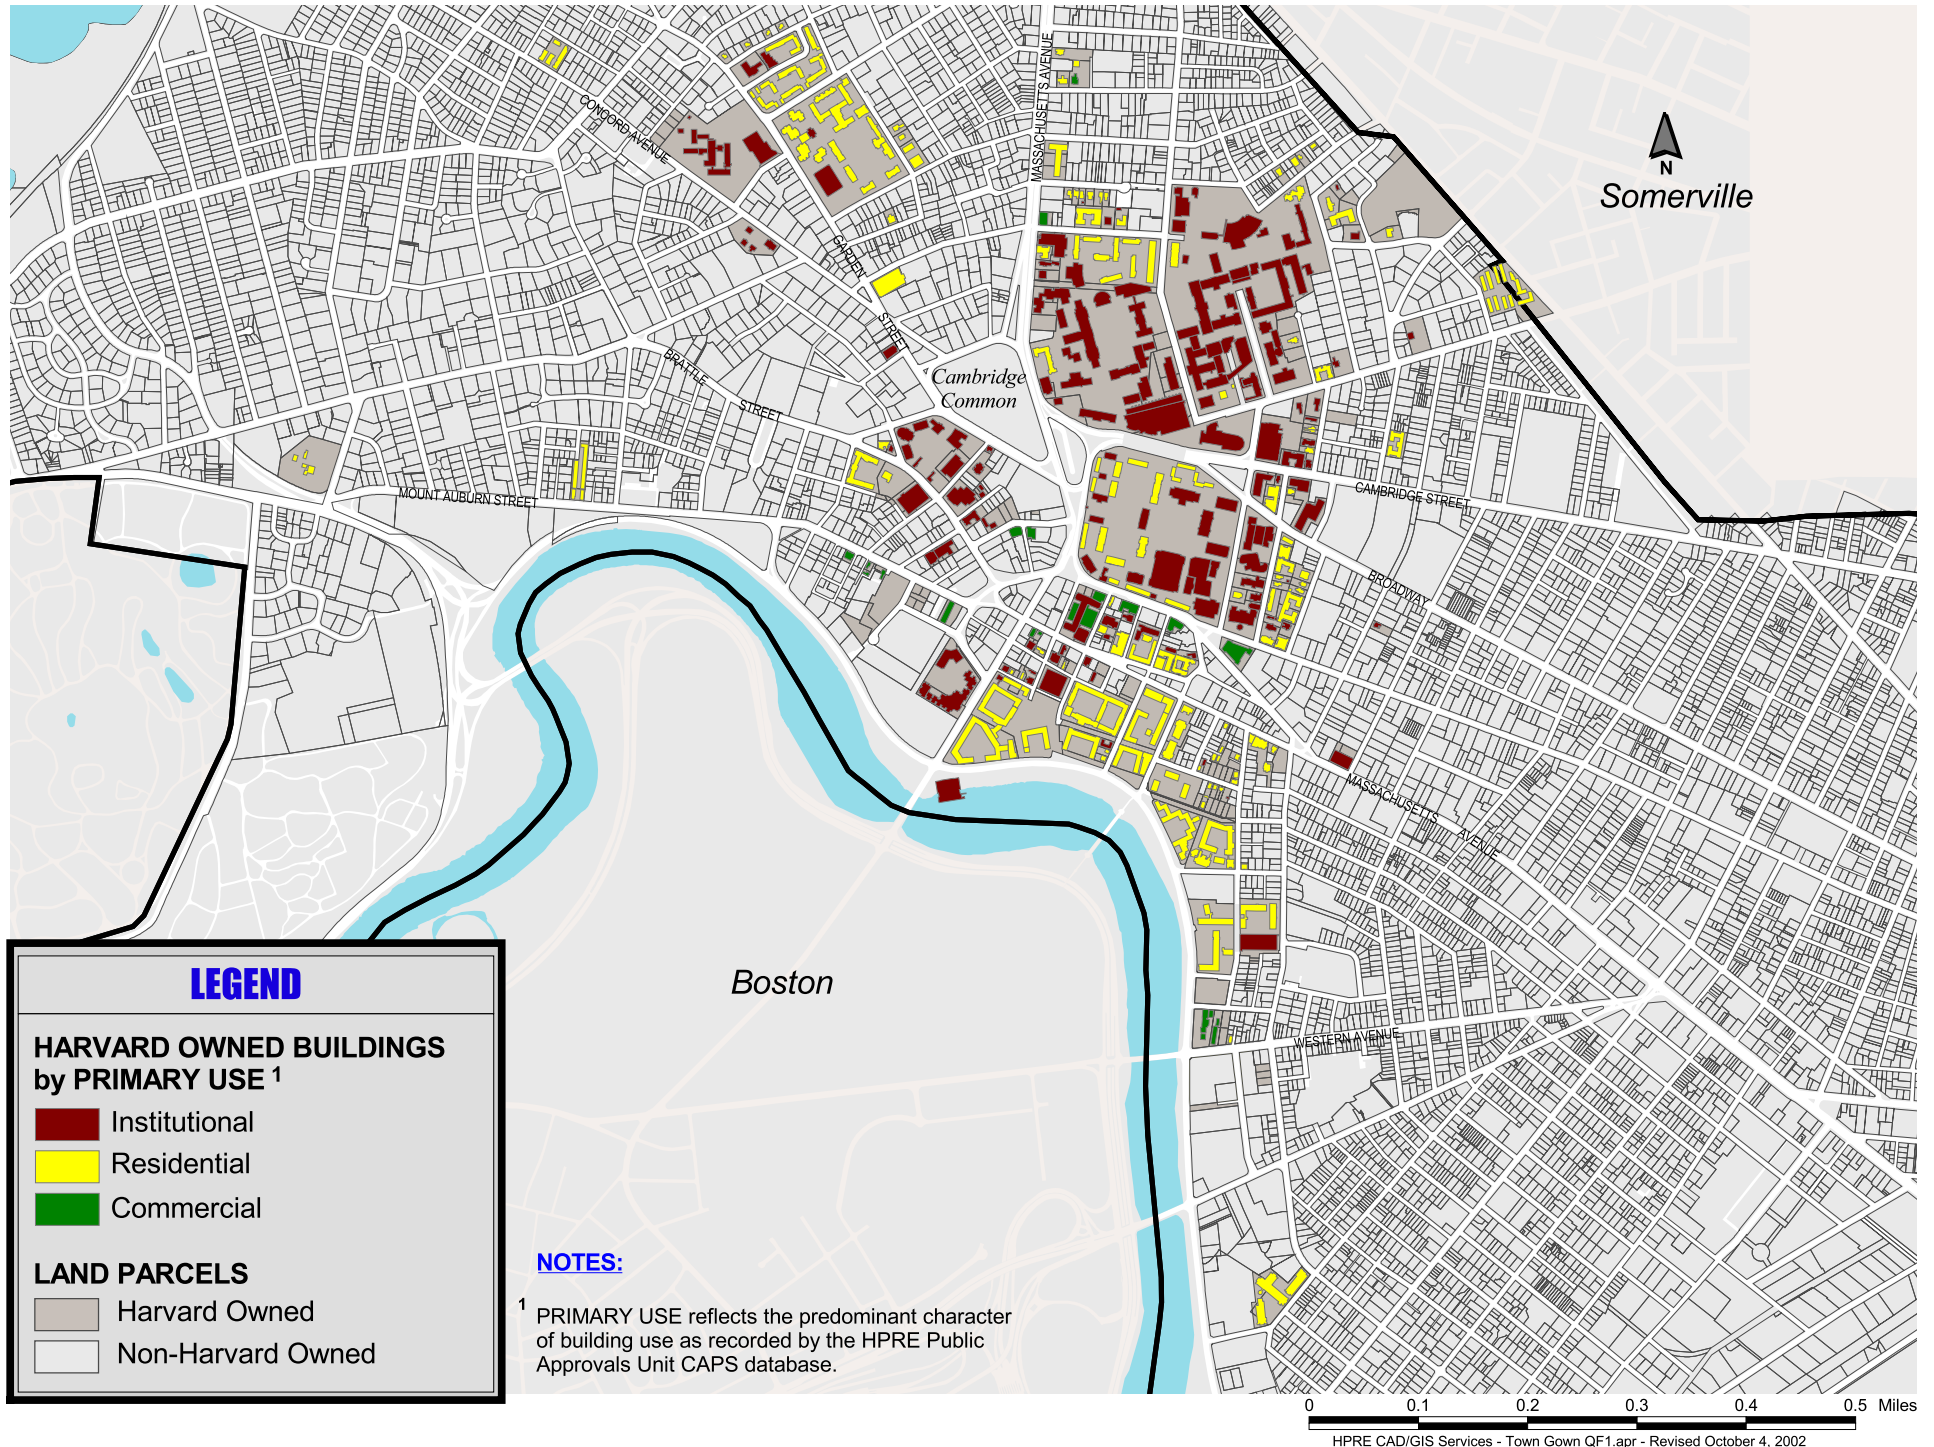 CONCORD AVENUE
MASSACHUSETTS AVENUE
N
Somerville
GARDEN
STREET
BRATTLE
STREET
Cambridge
Common
MOUNT AUBURN STREET
CAMBRIDGE STREET
BROADWAY
MASSACHUSETTS AVENUE
Boston
WESTERN AVENUE
LEGEND
HARVARD OWNED BUILDINGS
by PRIMARY USE 1
Institutional
Residential
Commercial
LAND PARCELS
Harvard Owned
Non-Harvard Owned
NOTES:
1 PRIMARY USE reflects the predominant character
of building use as recorded by the HPRE Public
Approvals Unit CAPS database.
0 0.1 0.2 0.3 0.4 0.5 Miles
HPRE CAD/GIS Services - Town Gown QF1.apr - Revised October 4, 2002